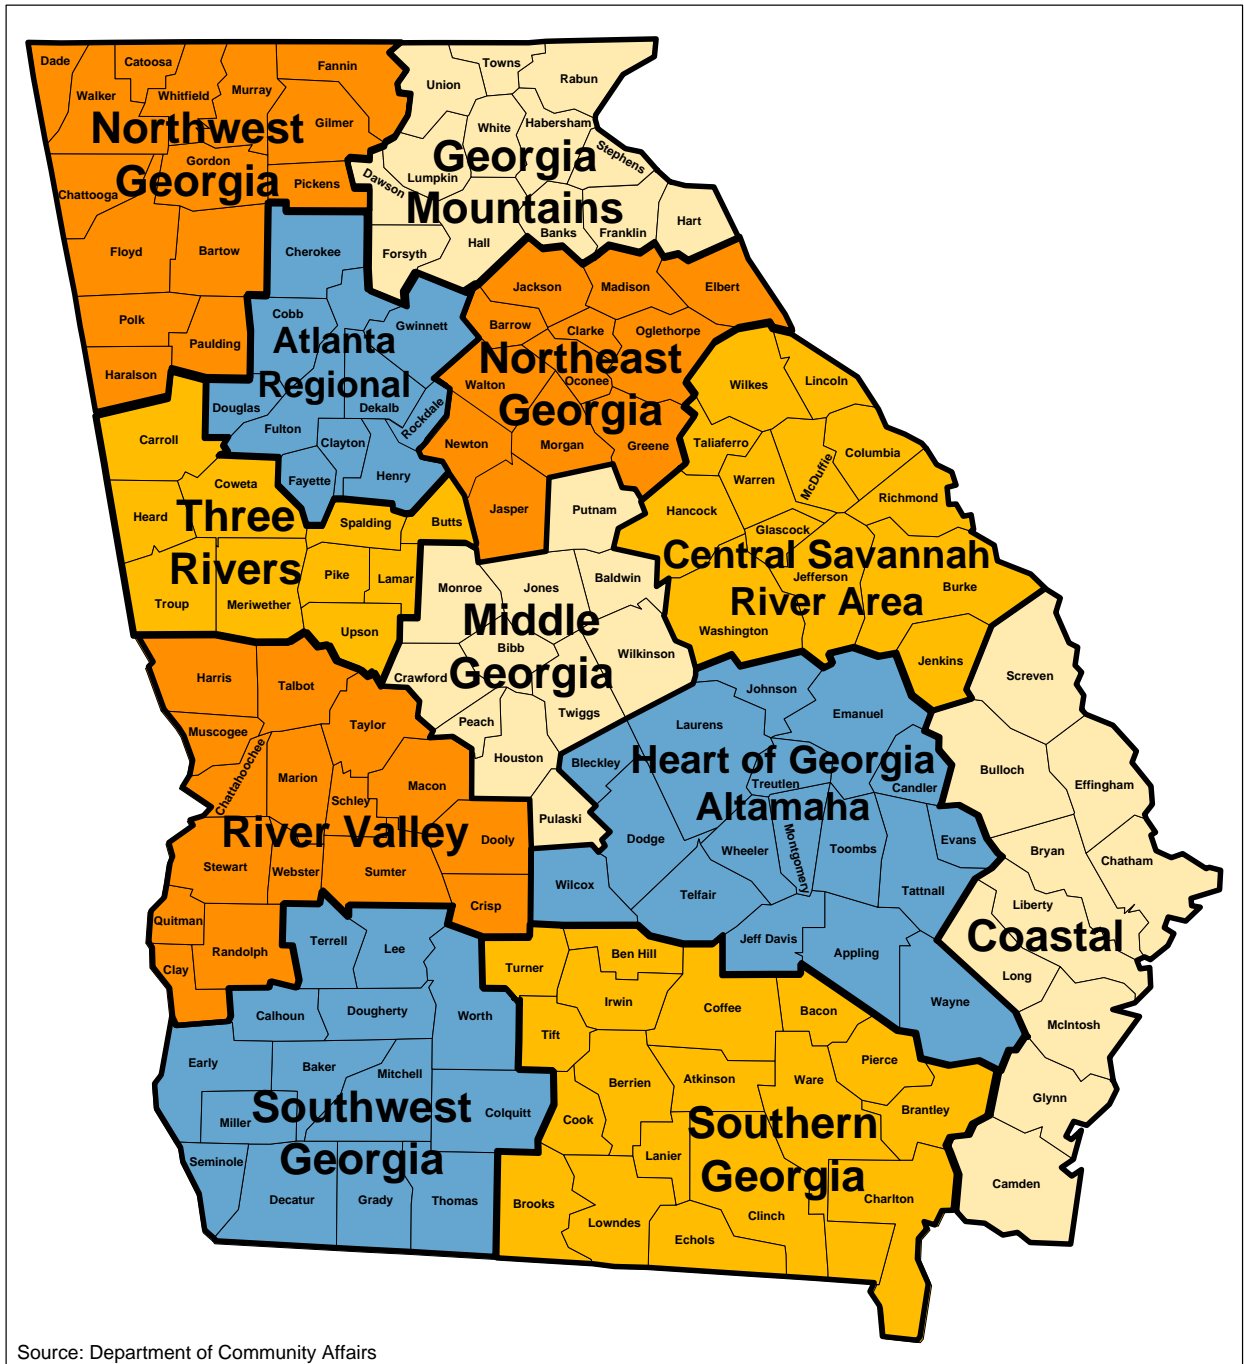 Dade
Catoosa
Fannin
Walker
Whitfield
Murray
Gilmer
Northwest
Georgia
Gordon
Chattooga
Pickens
Floyd
Bartow
Polk
Paulding
Haralson
Union
Towns
Rabun
White
Habersham
Stephens
Georgia
Mountains
Dawson
Lumpkin
Forsyth
Hall
Banks
Franklin
Hart
Cherokee
Cobb
Gwinnett
Atlanta
Regional
Douglas
Dekalb
Rockdale
Fulton
Clayton
Fayette
Henry
Jackson
Madison
Elbert
Barrow
Clarke
Oglethorpe
Northeast
Georgia
Walton
Oconee
Newton
Morgan
Greene
Jasper
Carroll
Coweta
Heard
Three
Rivers
Spalding
Butts
Pike
Lamar
Troup
Meriwether
Upson
Wilkes
Lincoln
Taliaferro
Columbia
Warren
McDuffie
Richmond
Hancock
Glascock
Central Savannah
River Area
Jefferson
Burke
Washington
Jenkins
Putnam
Baldwin
Monroe
Jones
Middle
Georgia
Bibb
Wilkinson
Crawford
Twiggs
Peach
Houston
Pulaski
Harris
Talbot
Taylor
Muscogee
Chattahoochee
Marion
Macon
Schley
River Valley
Dooly
Stewart
Webster
Sumter
Crisp
Quitman
Randolph
Clay
Johnson
Emanuel
Laurens
Bleckley
Heart of Georgia
Altamaha
Treutlen
Candler
Dodge
Wheeler
Montgomery
Toombs
Evans
Wilcox
Telfair
Tattnall
Jeff Davis
Appling
Wayne
Screven
Bulloch
Effingham
Bryan
Chatham
Liberty
Coastal
Long
McIntosh
Glynn
Camden
Terrell
Lee
Calhoun
Dougherty
Worth
Early
Baker
Mitchell
Southwest
Georgia
Miller
Colquitt
Seminole
Decatur
Grady
Thomas
Turner
Ben Hill
Irwin
Coffee
Bacon
Tift
Pierce
Berrien
Atkinson
Ware
Cook
Brantley
Southern
Georgia
Lanier
Charlton
Brooks
Lowndes
Clinch
Echols
Source: Department of Community Affairs